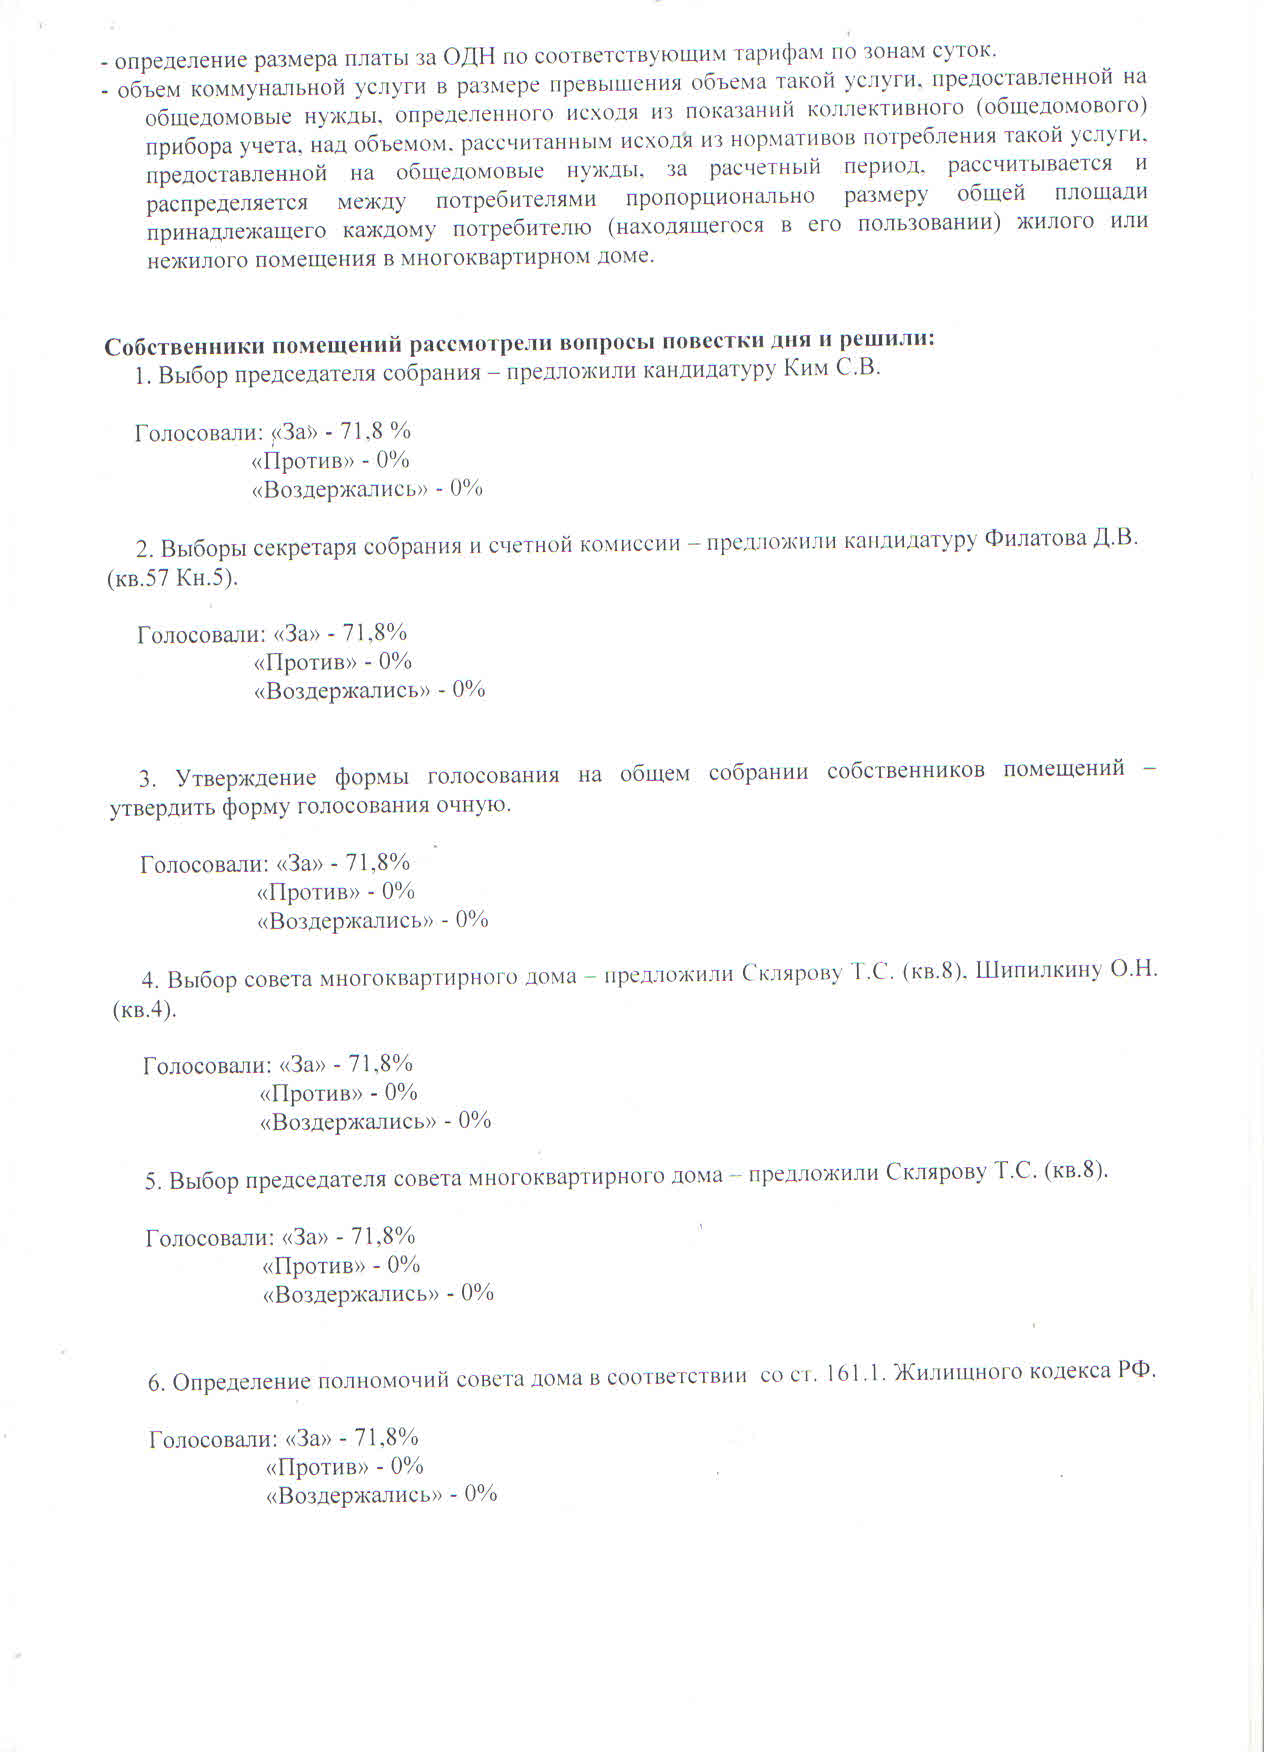 - определение размера платы за ОДН по соответствующим тарифам по зонам суток.
- объем коммунальной услуги в размере превышения объема такой услуги, предоставленной на
общедомовые нужды, определенного исходя из показаний коллективного (общедомового)
прибора учета, над объемом, рассчитанным исходя из нормативов потребления такой услуги,
предоставленной на общедомовые нужды, за расчетный период, рассчитывается и
распределяется между потребителями пропорционально размеру общей площади
принадлежащего каждому потребителю (находящегося в его пользовании) жилого или
нежилого помещения в многоквартирном доме.
Собственники помещений рассмотрели вопросы повестки дня и решили:
1. Выбор председателя собрания – предложили кандидатуру Ким С.В.
Голосовали: «За» - 71,8 %
«Против» - 0%
«Воздержались» - 0%
2. Выборы секретаря собрания и счетной комиссии – предложили кандидатуру Филатова Д.В.
(кв.57 Кн.5).
Голосовали: «За» - 71,8%
«Против» - 0%
«Воздержались» - 0%
3. Утверждение формы голосования на общем собрании собственников помещений –
утвердить форму голосования очную.
Голосовали: «За» - 71,8%
«Против» - 0%
«Воздержались» - 0%
4. Выбор совета многоквартирного дома – предложили Склярову Т.С. (кв.8), Шипилкину О.Н.
(кв.4).
Голосовали: «За» - 71,8%
«Против» - 0%
«Воздержались» - 0%
5. Выбор председателя совета многоквартирного дома – предложили Склярову Т.С. (кв.8).
Голосовали: «За» - 71,8%
«Против» - 0%
«Воздержались» - 0%
6. Определение полномочий совета дома в соответствии со ст. 161.1. Жилищного кодекса РФ.
Голосовали: «За» - 71,8%
«Против» - 0%
«Воздержались» - 0%